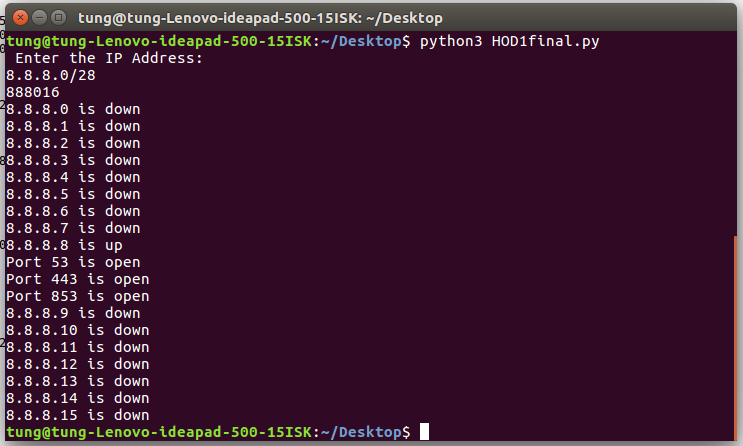 tung@tung-Lenovo-ideapad-500-15ISK: ~/Desktop
tung@tung-Lenovo-ideapad-500-15ISK:~/Desktop$ python3 HOD1final.py
Enter the IP Address:
8.8.8.0/28
888016
8.8.8.0 is down
8.8.8.1 is down
8.8.8.2 is down
8.8.8.3 is down
8.8.8.4 is down
8.8.8.5 is down
8.8.8.6 is down
8.8.8.7 is down
8.8.8.8 is up
Port 53 is open
Port 443 is open
Port 853 is open
8.8.8.9 is down
8.8.8.10 is down
8.8.8.11 is down
8.8.8.12 is down
8.8.8.13 is down
8.8.8.14 is down
8.8.8.15 is down
tung@tung-Lenovo-ideapad-500-15ISK:~/Desktop$